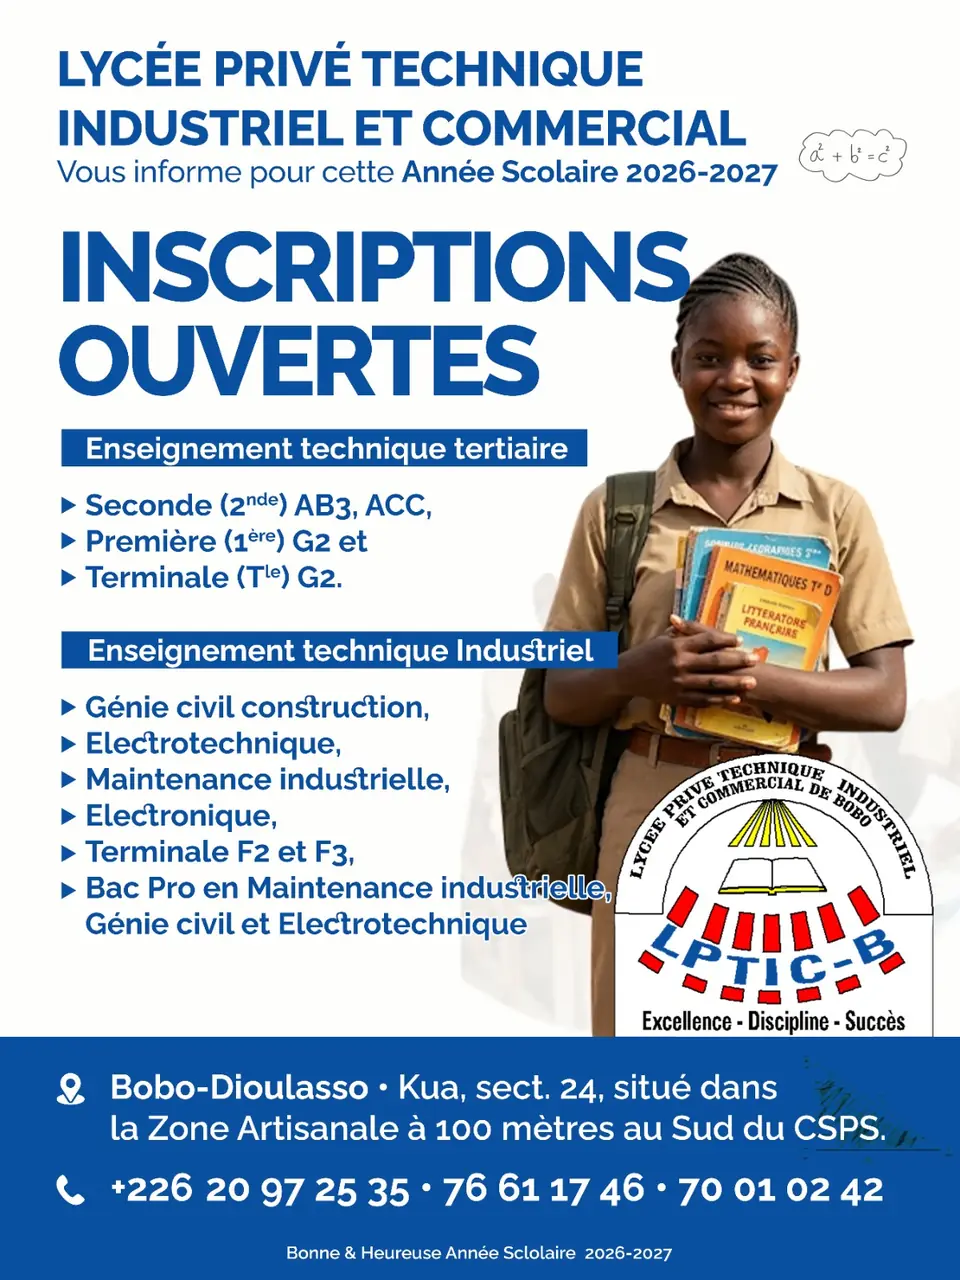 LYCÉE PRIVÉ TECHNIQUE
INDUSTRIEL ET COMMERCIAL
Vous informe pour cette Année Scolaire 2026-2027
a² + b² = c²
INSCRIPTIONS
OUVERTES
Enseignement technique tertiaire
Seconde (2nde) AB3, ACC,
Première (1ère) G2 et
Terminale (Tle) G2.
MATHEMATIQUES Tle D
LITTERATORE
FRANCRIRE
Enseignement technique Industriel
Génie civil construction,
Electrotechnique,
Maintenance industrielle,
Electronique,
Terminale F2 et F3,
Bac Pro en Maintenance industrielle,
Génie civil et Electrotechnique
LYCEE PRIVE TECHNIQUE INDUSTRIEL
ET COMMERCIAL DE BOBO
LPTIC-B
Excellence - Discipline - Succès
Bobo-Dioulasso • Kua, sect. 24, situé dans
la Zone Artisanale à 100 mètres au Sud du CSPS.
+226 20 97 25 35 • 76 61 17 46 • 70 01 02 42
Bonne & Heureuse Année Sclolaire 2026-2027